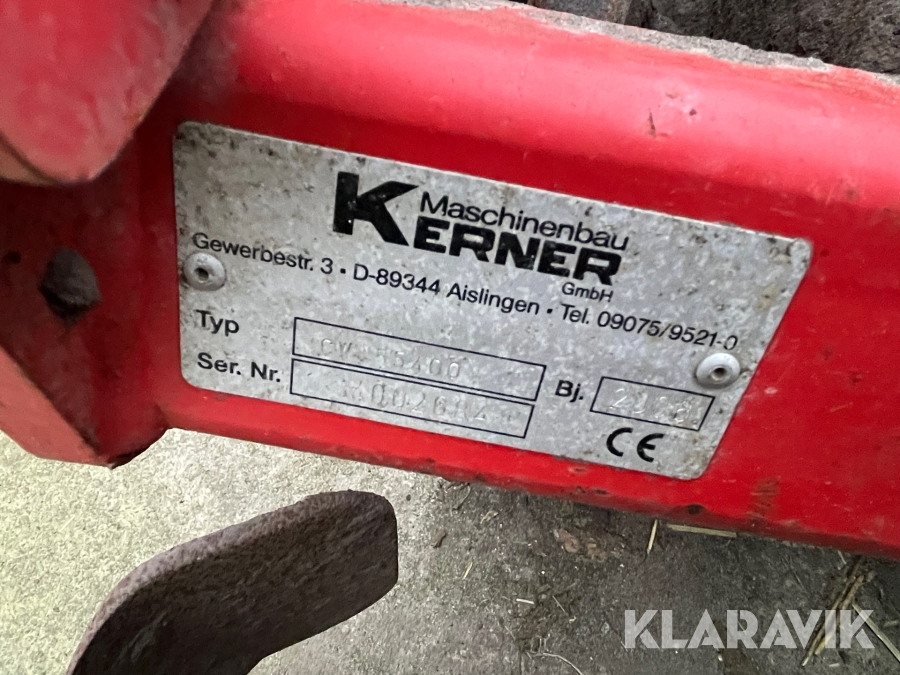 Maschinenbau
KERNER
GmbH
Gewerbestr. 3 • D-89344 Aislingen • Tel. 09075/9521-0
Typ
Bj.
Ser. Nr.
CE
KLARAVIK